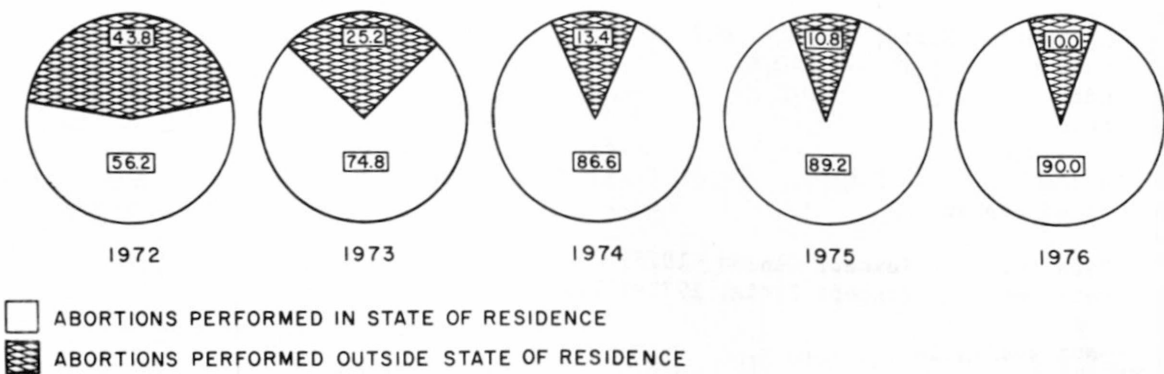 43.8 25.2 13.4 10.8 10.0
56.2 74.8 86.6 89.2 90.0
1972 1973 1974 1975 1976
ABORTIONS PERFORMED IN STATE OF RESIDENCE
ABORTIONS PERFORMED OUTSIDE STATE OF RESIDENCE